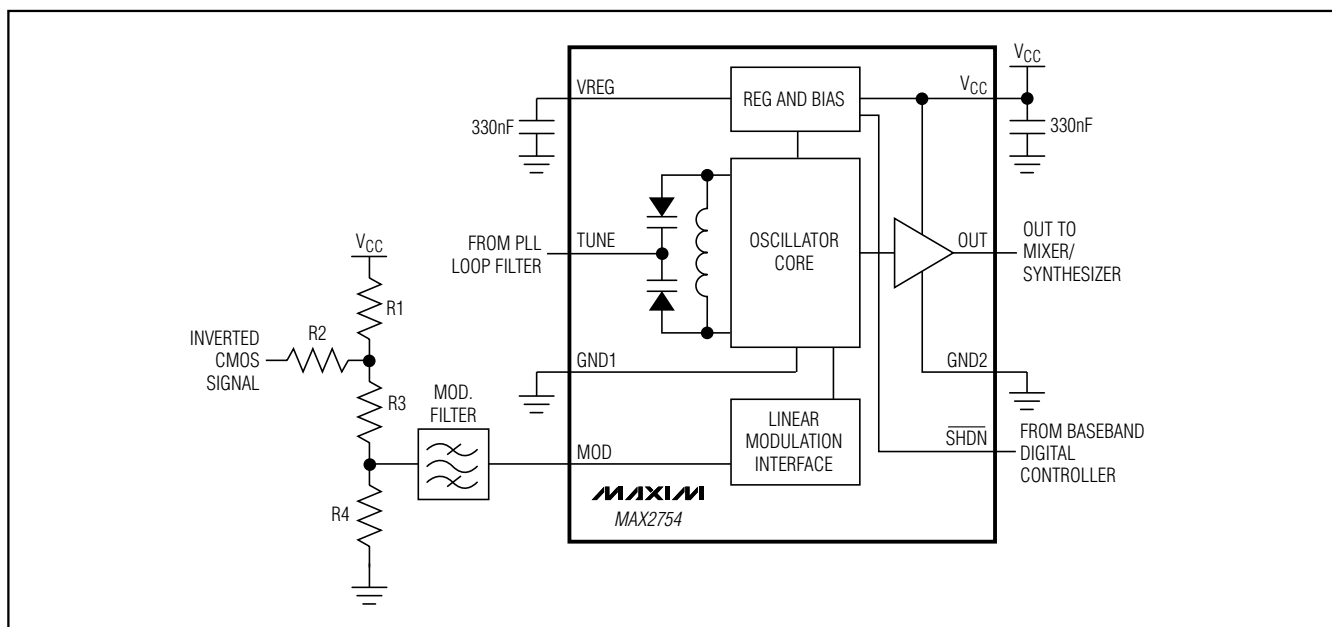 VCC
VREG
REG AND BIAS
VCC
330nF
330nF
VCC
FROM PLL
LOOP FILTER
TUNE
OSCILLATOR
CORE
OUT
OUT TO
MIXER/
SYNTHESIZER
R1
R2
INVERTED
CMOS
SIGNAL
GND1
GND2
R3
MOD.
FILTER
LINEAR
MODULATION
INTERFACE
SHDN
FROM BASEBAND
DIGITAL
CONTROLLER
MOD
R4
MAXIM
MAX2754